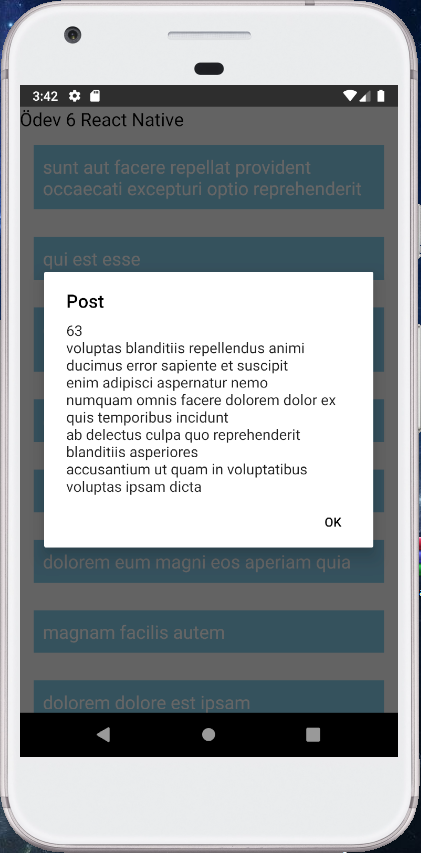 3:42
Ödev 6 React Native
sunt aut facere repellat provident
occaecati excepturi optio reprehenderit
qui est esse
Post
63
voluptas blanditiis repellendus animi
ducimus error sapiente et suscipit
enim adipisci aspernatur nemo
numquam omnis facere dolorem dolor ex
quis temporibus incidunt
ab delectus culpa quo reprehenderit
blanditiis asperiores
accusantium ut quam in voluptatibus
voluptas ipsam dicta
OK
dolorem eum magni eos aperiam quia
magnam facilis autem
dolorem dolore est ipsam